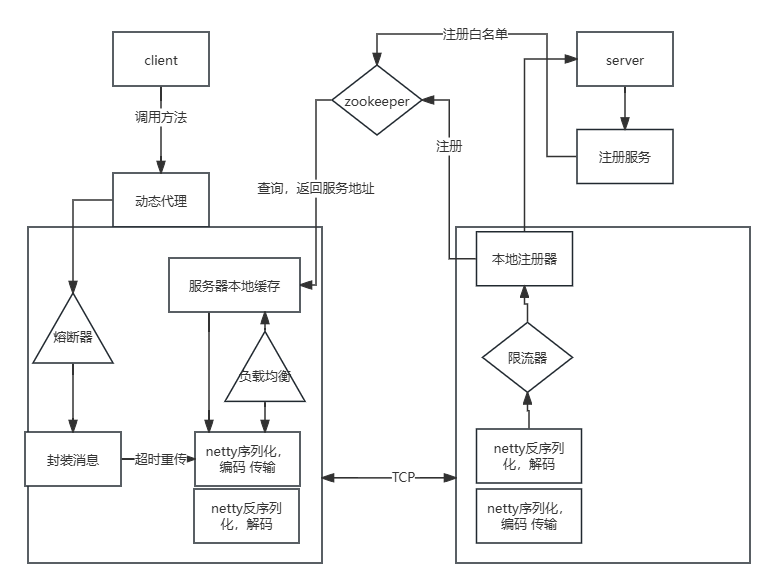 client
注册白名单
server
zookeeper
调用方法
注册
注册服务
查询，返回服务地址
动态代理
本地注册器
服务器本地缓存
熔断器
限流器
负载均衡
封装消息
超时重传
netty序列化，
编码 传输
netty反序列
化，解码
TCP
netty反序列
化，解码
netty序列化，
编码 传输